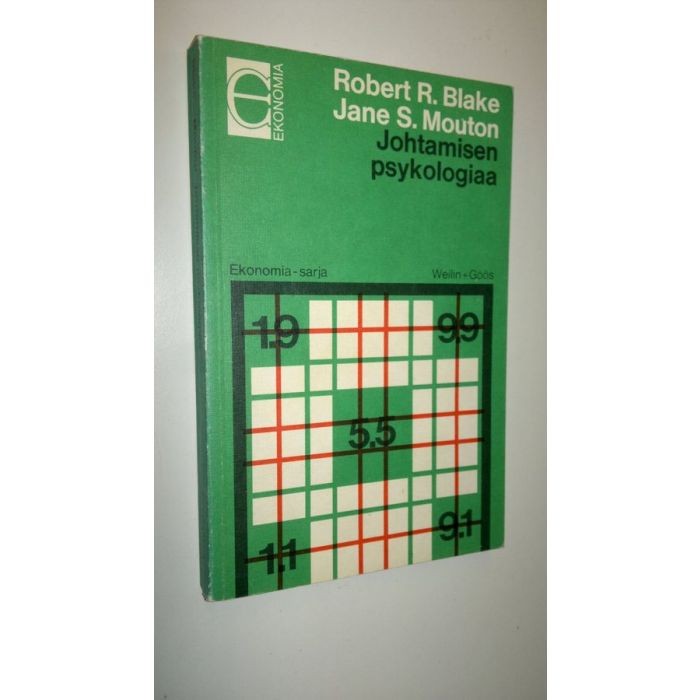 EKONOMIA
Robert R. Blake
Jane S. Mouton
Johtamisen
psykologiaa
Ekonomia-sarja
Weilin+Göös
1.9
9.9
5.5
1.1
9.1